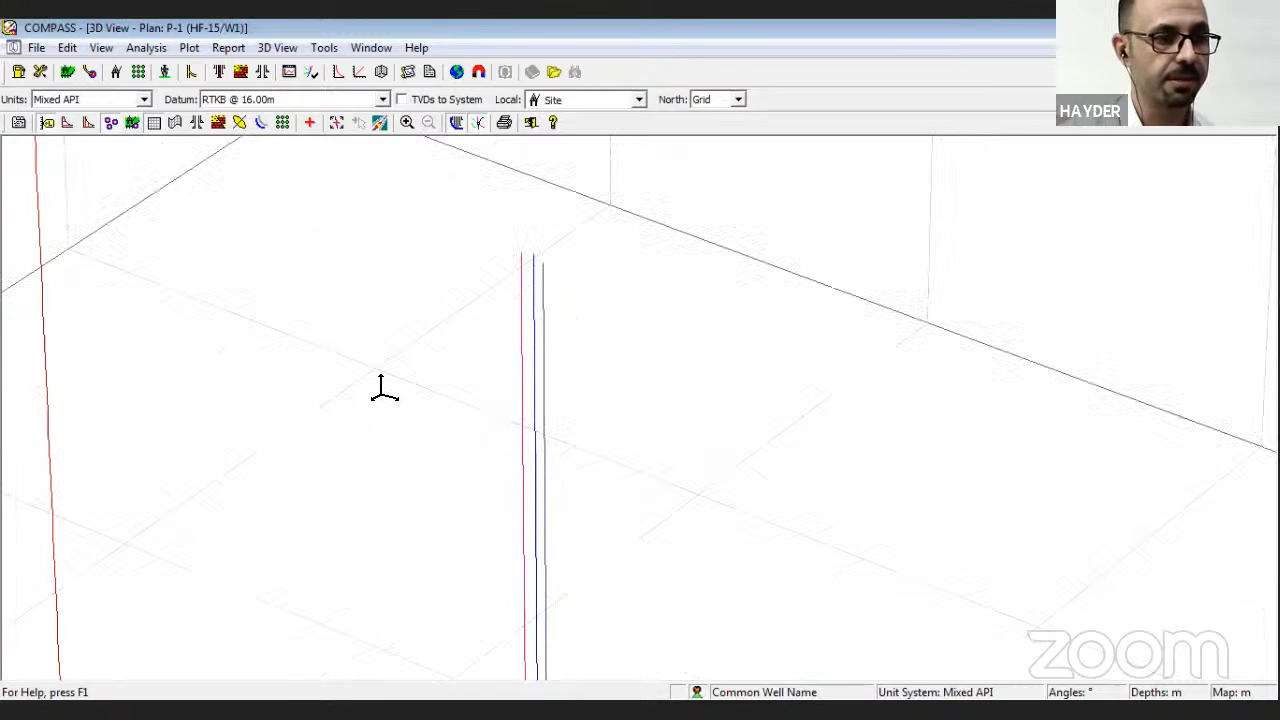 COMPASS - [3D View - Plan: P-1 (HF-15/W1)]
File Edit View Analysis Plot Report 3D View Tools Window Help
Units: Mixed API Datum: RTKB @ 16.00m TVDs to System Local: Site North: Grid
HAYDER
zoom
For Help, press F1 Common Well Name Unit System: Mixed API Angles: ° Depths: m Map: m